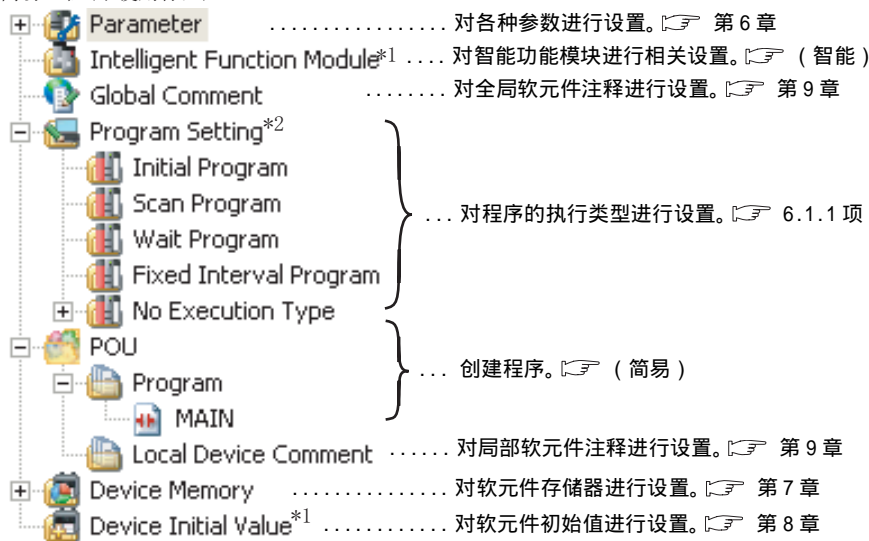 Parameter ................. 对各种参数进行设置。☞ 第6章
Intelligent Function Module*1 .... 对智能功能模块进行相关设置。☞ (智能)
Global Comment ........ 对全局软元件注释进行设置。☞ 第9章
Program Setting*2
Initial Program
Scan Program
... 对程序的执行类型进行设置。☞ 6.1.1项
Wait Program
Fixed Interval Program
No Execution Type
POU
... 创建程序。☞ (简易)
Program
MAIN
Local Device Comment ...... 对局部软元件注释进行设置。☞ 第9章
Device Memory ............... 对软元件存储器进行设置。☞ 第7章
Device Initial Value*1 ............ 对软元件初始值进行设置。☞ 第8章